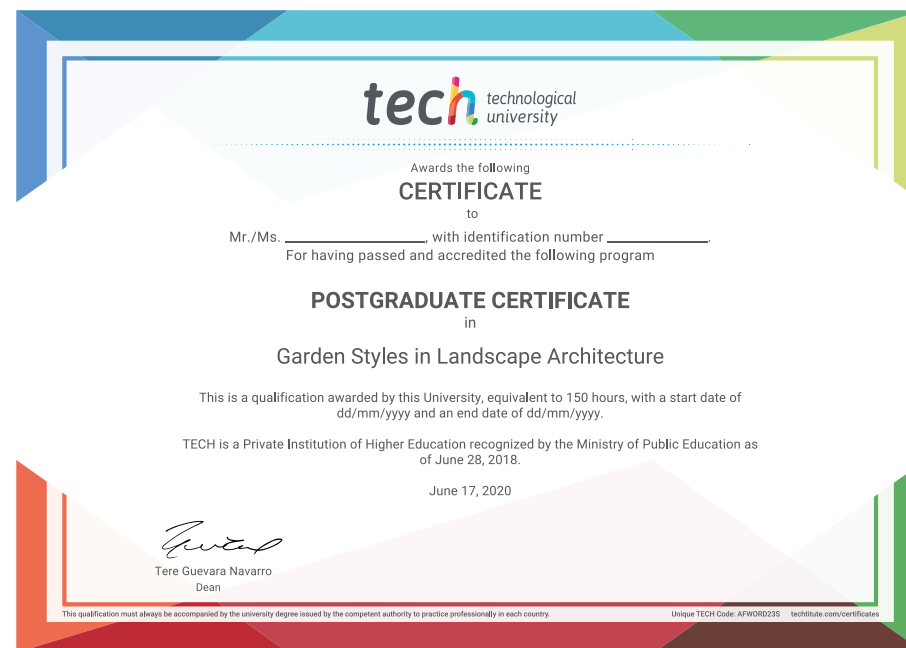 tech technological
university
Awards the following
CERTIFICATE
to
Mr./Ms. ____________________, with identification number ______________.
For having passed and accredited the following program
POSTGRADUATE CERTIFICATE
in
Garden Styles in Landscape Architecture
This is a qualification awarded by this University, equivalent to 150 hours, with a start date of
dd/mm/yyyy and an end date of dd/mm/yyyy.
TECH is a Private Institution of Higher Education recognized by the Ministry of Public Education as
of June 28, 2018.
June 17, 2020
Tere Guevara Navarro
Dean
This qualification must always be accompanied by the university degree issued by the competent authority to practice professionally in each country. Unique TECH Code: AFWORD23S techtitute.com/certificates